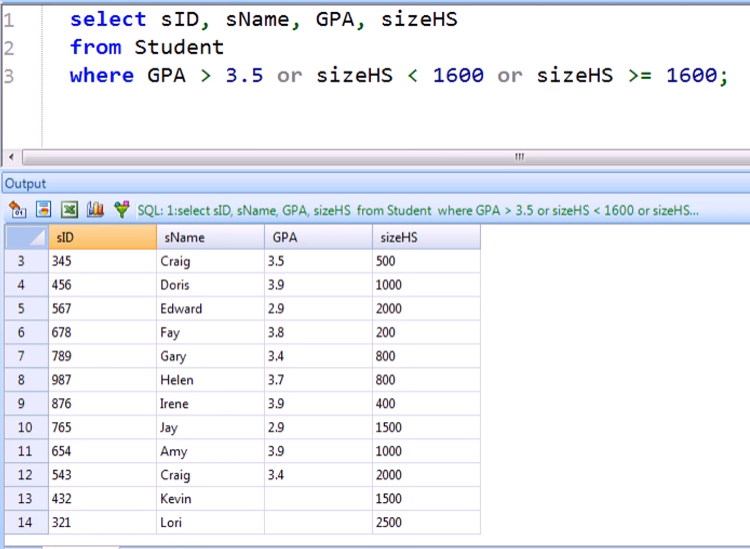 1 select sID, sName, GPA, sizeHS
2 from Student
3 where GPA > 3.5 or sizeHS < 1600 or sizeHS >= 1600;
Output
SQL: 1:select sID, sName, GPA, sizeHS from Student where GPA > 3.5 or sizeHS < 1600 or sizeHS...
sID sName GPA sizeHS
3 345 Craig 3.5 500
4 456 Doris 3.9 1000
5 567 Edward 2.9 2000
6 678 Fay 3.8 200
7 789 Gary 3.4 800
8 987 Helen 3.7 800
9 876 Irene 3.9 400
10 765 Jay 2.9 1500
11 654 Amy 3.9 1000
12 543 Craig 3.4 2000
13 432 Kevin 1500
14 321 Lori 2500